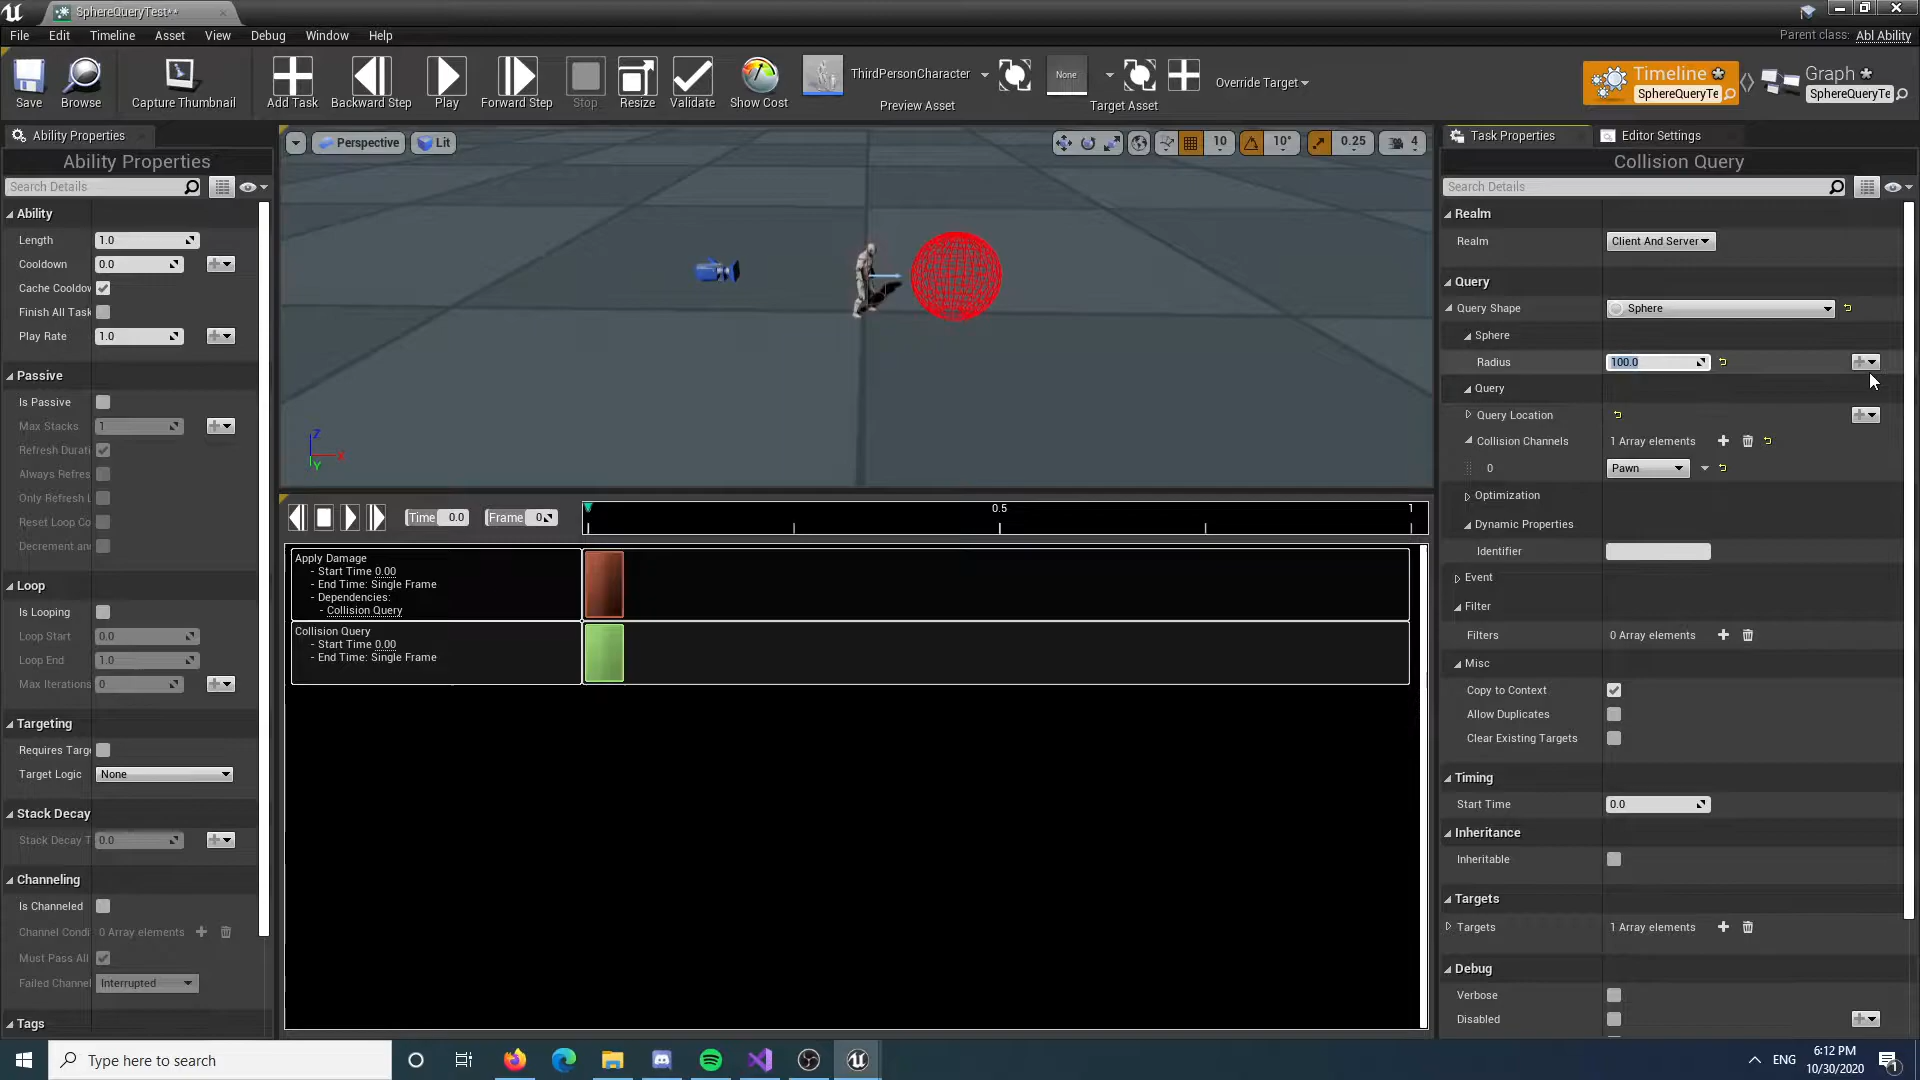 SphereQueryTest**
File Edit Timeline Asset View Debug Window Help
Parent class: Abl Ability
Save
Browse
Capture Thumbnail
Add Task
Backward Step
Play
Forward Step
Stop
Resize
Validate
Show Cost
ThirdPersonCharacter
Preview Asset
None
Target Asset
Override Target
Timeline
SphereQueryTe
Graph
SphereQueryTe
Ability Properties
Ability Properties
Search Details
Ability
Length 1.0
Cooldown 0.0
Cache Cooldov
Finish All Task
Play Rate 1.0
Passive
Is Passive
Max Stacks 1
Refresh Durati
Always Refres
Only Refresh L
Reset Loop Co
Decrement and
Loop
Is Looping
Loop Start 0.0
Loop End 1.0
Max Iterations 0
Targeting
Requires Targe
Target Logic None
Stack Decay
Stack Decay T 0.0
Channeling
Is Channeled
Channel Condi 0 Array elements
Must Pass All
Failed Channel Interrupted
Tags
Perspective Lit
10 10° 0.25 4
Z
X
Y
Time 0.0 Frame 0
0.5 1
Apply Damage
- Start Time 0.00
- End Time: Single Frame
- Dependencies:
- Collision Query
Collision Query
- Start Time 0.00
- End Time: Single Frame
Task Properties Editor Settings
Collision Query
Search Details
Realm
Realm Client And Server
Query
Query Shape Sphere
Sphere
Radius 100.0
Query
Query Location
Collision Channels 1 Array elements
0 Pawn
Optimization
Dynamic Properties
Identifier
Event
Filter
Filters 0 Array elements
Misc
Copy to Context
Allow Duplicates
Clear Existing Targets
Timing
Start Time 0.0
Inheritance
Inheritable
Targets
Targets 1 Array elements
Debug
Verbose
Disabled
Type here to search
ENG
6:12 PM
10/30/2020
1